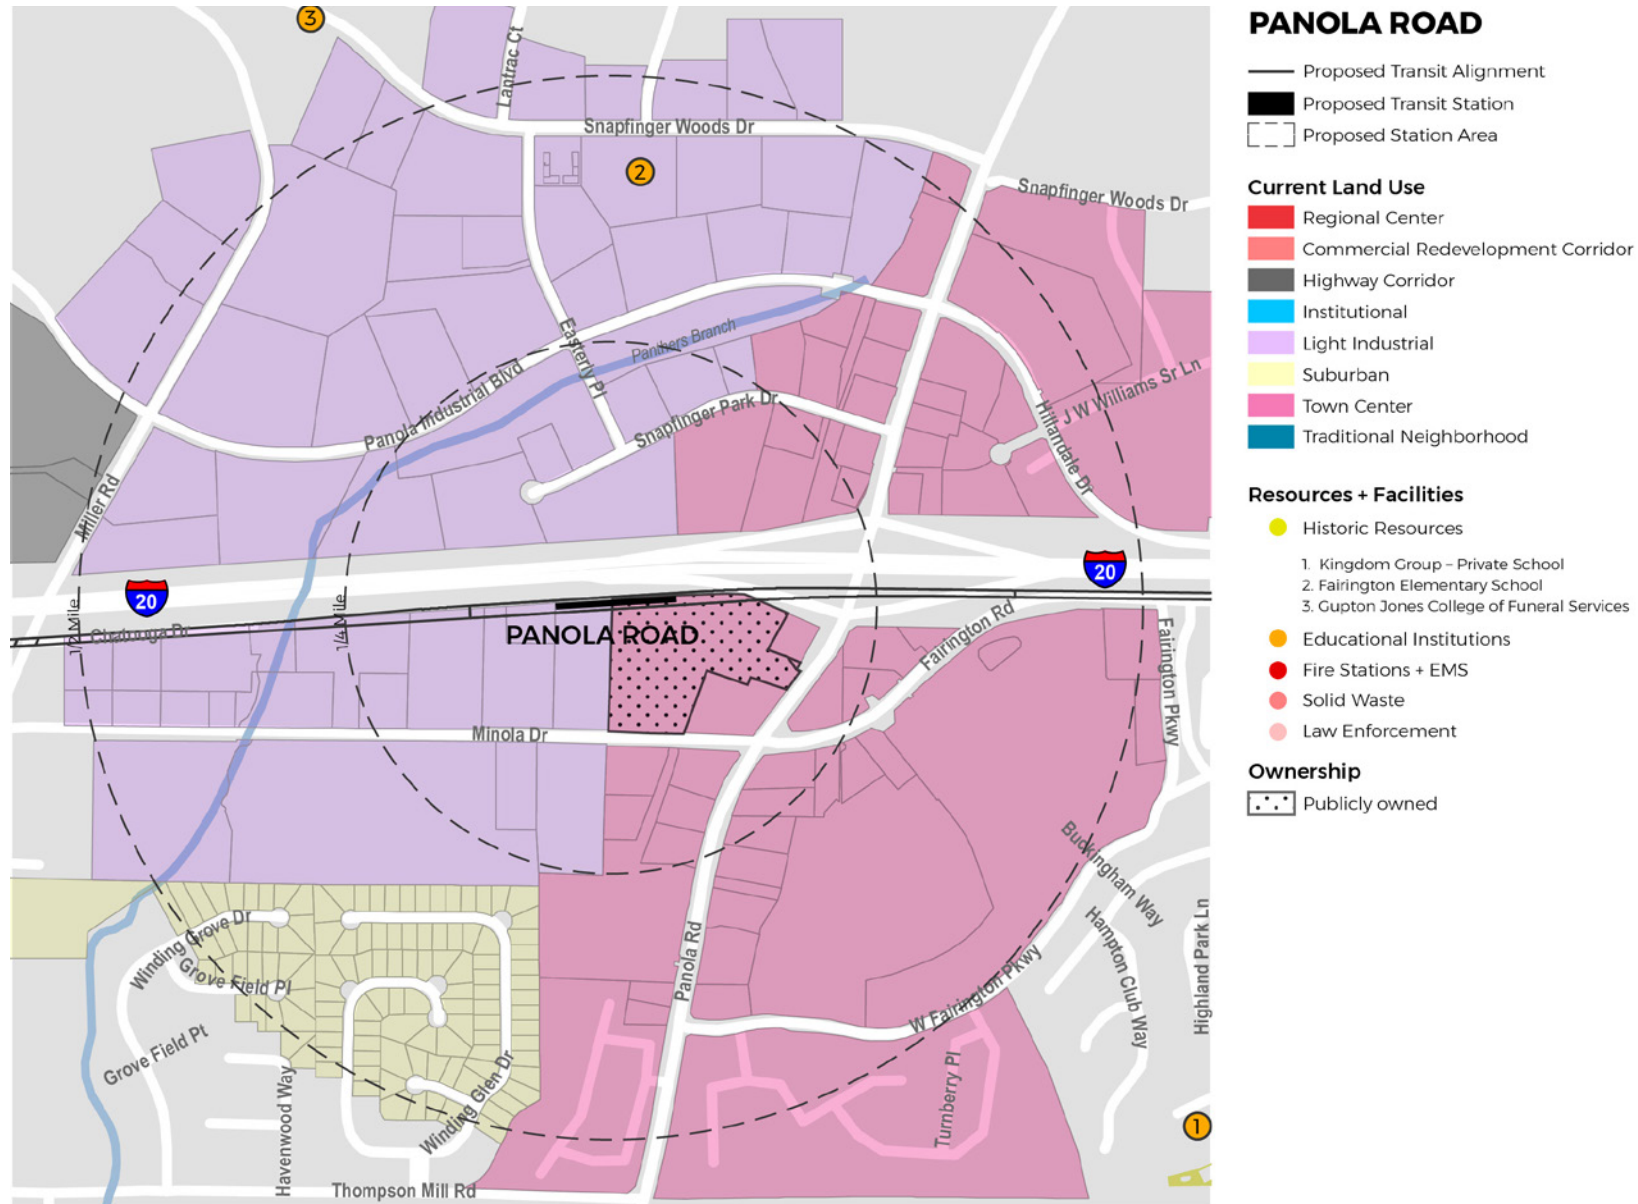 3
Lantrac Ct
Snapfinger Woods Dr
2
Snapfinger Woods Dr
Panthers Branch
Easterly Pl
Panola Industrial Blvd
Snapfinger Park Dr
J W Williams Sr Ln
Hillandale Dr
Miller Rd
20
20
1/2 Mile
1/4 Mile
Chatooga Dr
PANOLA ROAD
Fairington Rd
Fairington Pkwy
Minola Dr
Buckingham Way
Hampton Club Way
Highland Park Ln
Winding Grove Dr
Grove Field Pl
Panola Rd
W Fairington Pkwy
Grove Field Pt
Havenwood Way
Winding Glen Dr
Turnberry Pl
1
Thompson Mill Rd
PANOLA ROAD
Proposed Transit Alignment
Proposed Transit Station
Proposed Station Area
Current Land Use
Regional Center
Commercial Redevelopment Corridor
Highway Corridor
Institutional
Light Industrial
Suburban
Town Center
Traditional Neighborhood
Resources + Facilities
Historic Resources
1. Kingdom Group – Private School
2. Fairington Elementary School
3. Gupton Jones College of Funeral Services
Educational Institutions
Fire Stations + EMS
Solid Waste
Law Enforcement
Ownership
Publicly owned